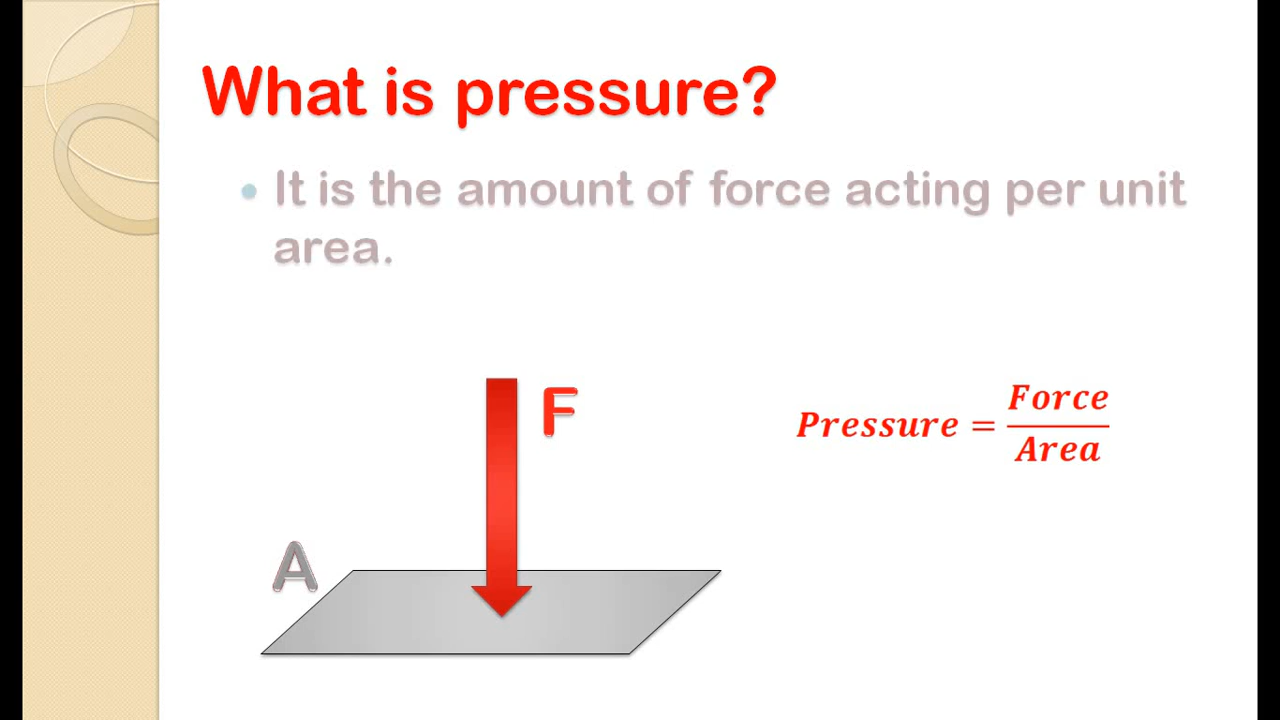 What is pressure?
• It is the amount of force acting per unit
area.
F
Pressure = Force/Area
A